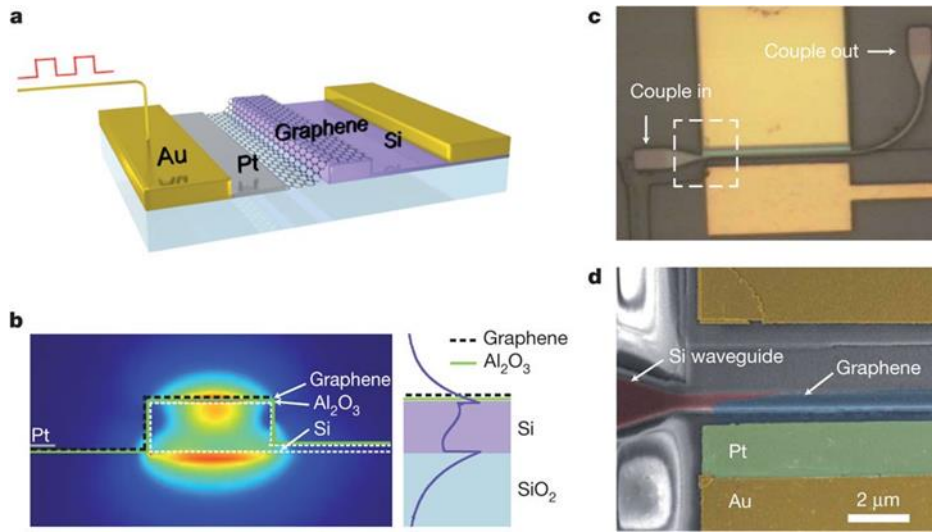 a
Au
Pt
Graphene
Si
b
Graphene
Al₂O₃
Graphene
Al₂O₃
Si
Pt
Si
SiO₂
c
Couple out
Couple in
d
Si waveguide
Graphene
Pt
Au
2 μm